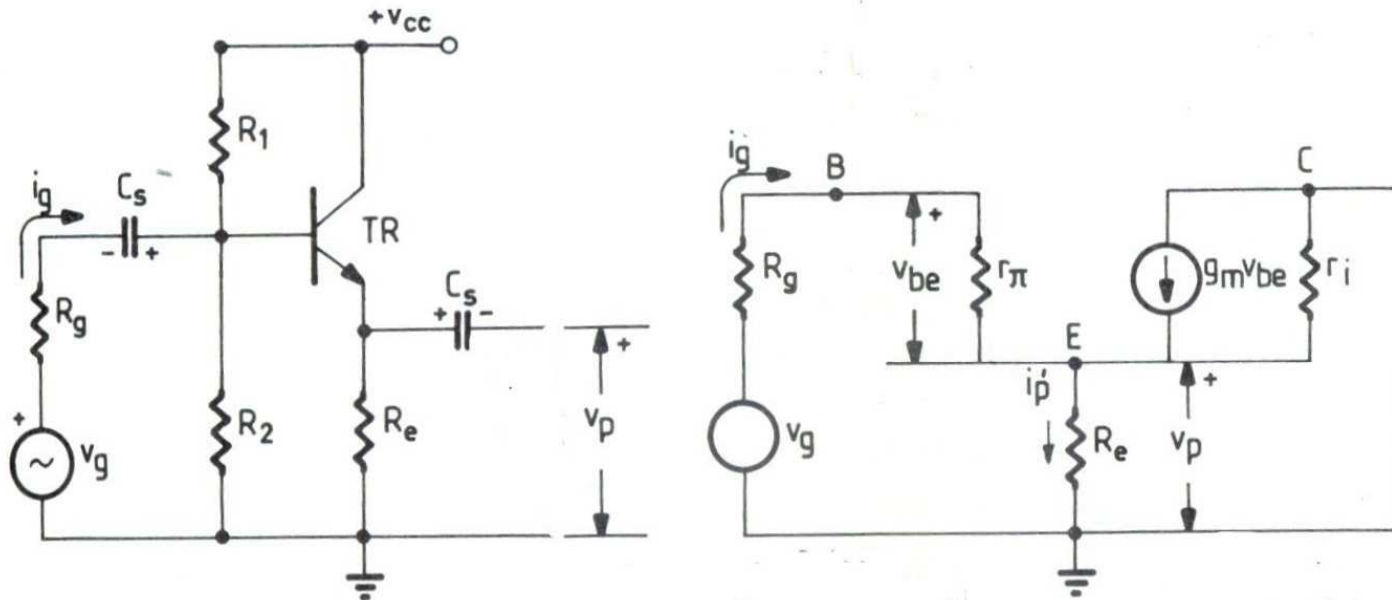 +Vcc
R1
ig
Cs
- +
TR
Rg
Cs
+ -
+
+
vg
R2
Re
vp
ig
B
C
+
Rg
vbe
rπ
gmvbe
ri
E
i'p
+
vg
Re
vp